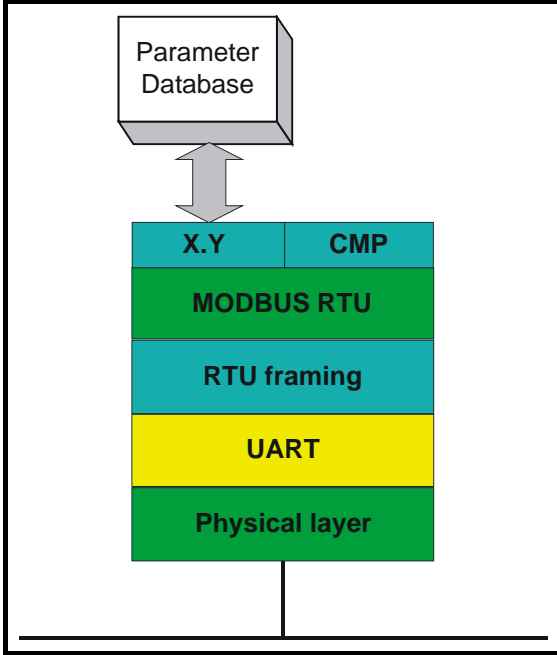 Parameter
Database
X.Y CMP
MODBUS RTU
RTU framing
UART
Physical layer